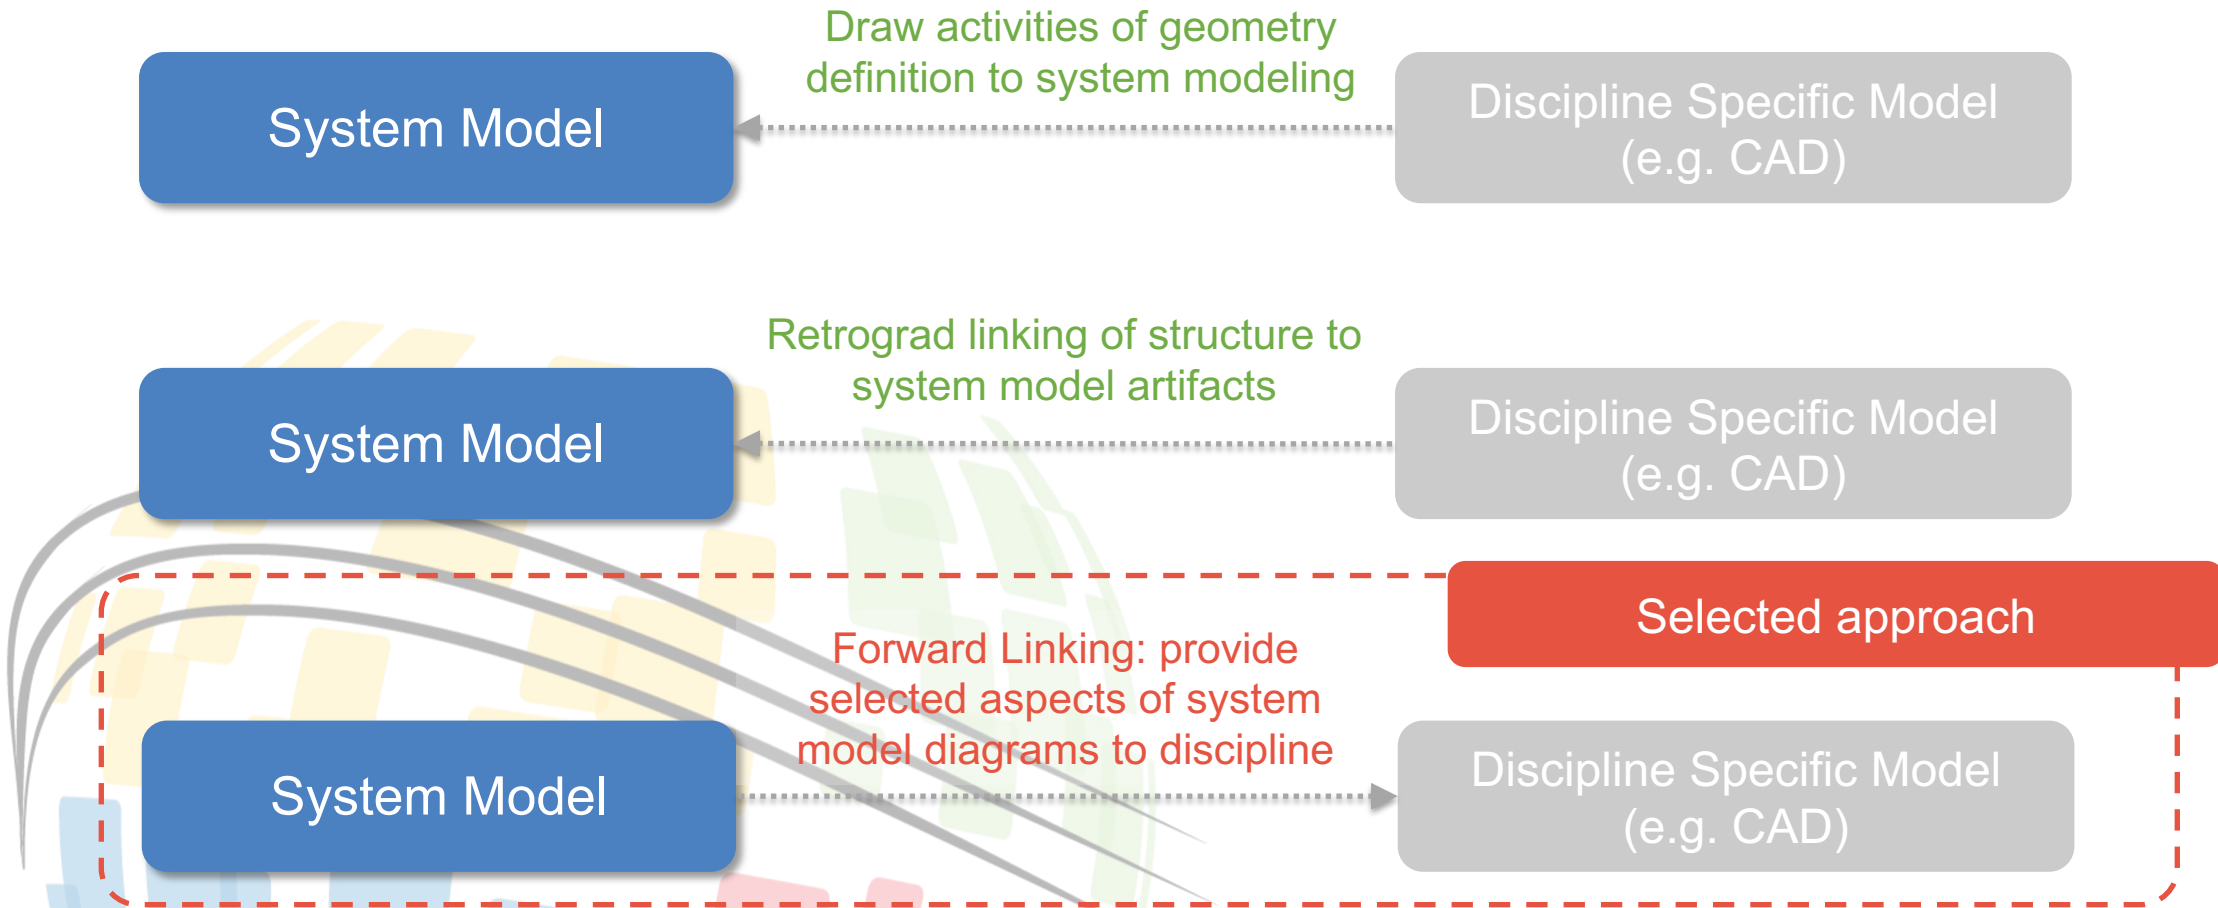 Draw activities of geometry
definition to system modeling
System Model
Discipline Specific Model
(e.g. CAD)
Retrograd linking of structure to
system model artifacts
System Model
Discipline Specific Model
(e.g. CAD)
Selected approach
Forward Linking: provide
selected aspects of system
model diagrams to discipline
System Model
Discipline Specific Model
(e.g. CAD)